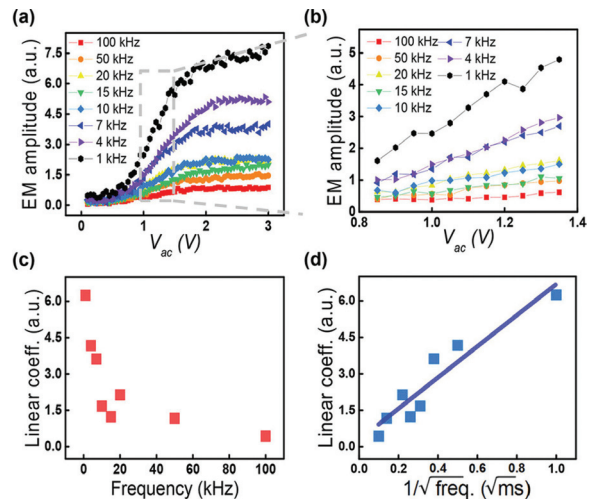 (a)
EM amplitude (a.u.)
7.5
6.0
4.5
3.0
1.5
0.0
100 kHz
50 kHz
20 kHz
15 kHz
10 kHz
7 kHz
4 kHz
1 kHz
0
1
2
3
Vac (V)
(b)
EM amplitude (a.u.)
5
4
3
2
1
0
100 kHz
50 kHz
20 kHz
15 kHz
10 kHz
7 kHz
4 kHz
1 kHz
1.0
1.2
1.4
Vac (V)
(c)
Linear coeff. (a.u.)
6.0
4.5
3.0
1.5
0.0
0
20
40
60
80
100
Frequency (kHz)
(d)
Linear coeff. (a.u.)
6.0
4.5
3.0
1.5
0.0
0.0
0.2
0.4
0.6
0.8
1.0
1/√freq. (√ms)